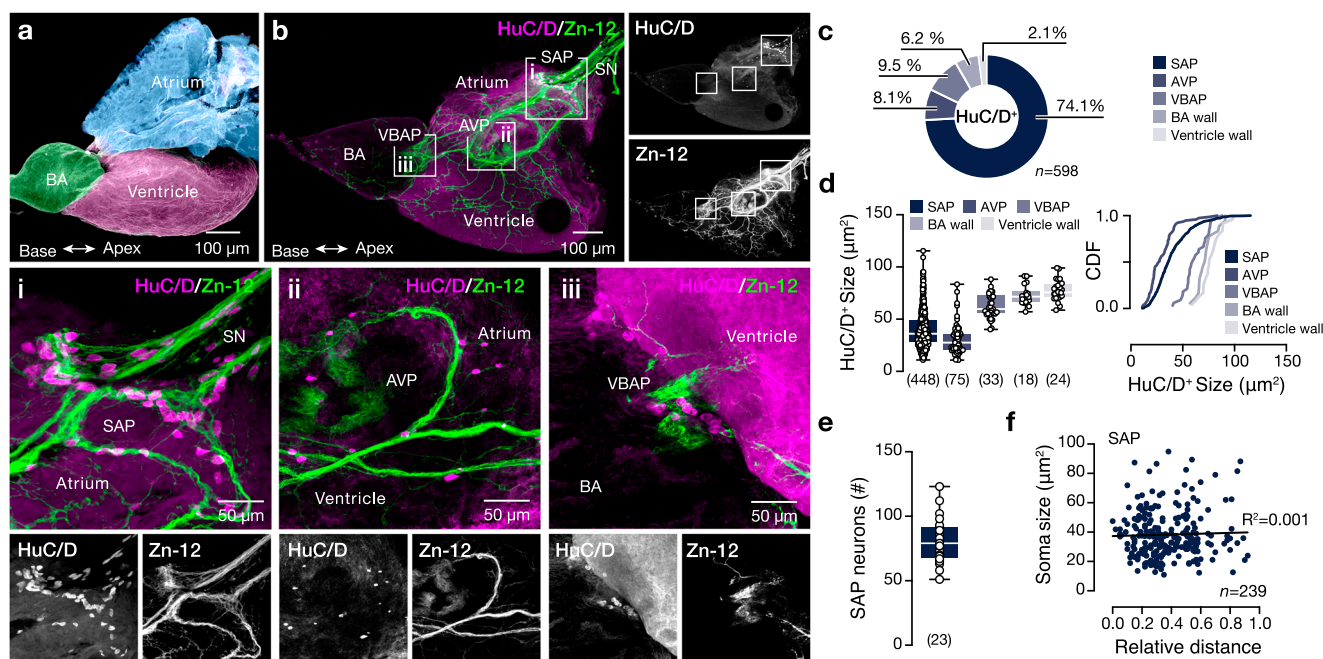 a
Atrium
BA
Ventricle
Base ↔ Apex
100 µm
b
HuC/D/Zn-12
SAP
i
SN
Atrium
AVP
ii
VBAP
iii
BA
Ventricle
Base ↔ Apex
100 µm
HuC/D
Zn-12
c
6.2 %
2.1%
9.5 %
8.1%
74.1%
HuC/D⁺
n=598
SAP
AVP
VBAP
BA wall
Ventricle wall
d
SAP AVP VBAP
BA wall Ventricle wall
HuC/D⁺ Size (µm²)
150
100
50
0
(448) (75) (33) (18) (24)
CDF
1.0
0.0
SAP
AVP
VBAP
BA wall
Ventricle wall
0 50 100 150
HuC/D⁺ Size (µm²)
i
HuC/D/Zn-12
SN
SAP
Atrium
50 µm
HuC/D
Zn-12
ii
HuC/D/Zn-12
Atrium
AVP
Ventricle
50 µm
HuC/D
Zn-12
iii
HuC/D/Zn-12
Ventricle
VBAP
BA
50 µm
HuC/D
Zn-12
e
SAP neurons (#)
150
100
50
0
(23)
f
SAP
Soma size (µm²)
100
80
60
40
20
0
R²=0.001
n=239
0.0 0.2 0.4 0.6 0.8 1.0
Relative distance